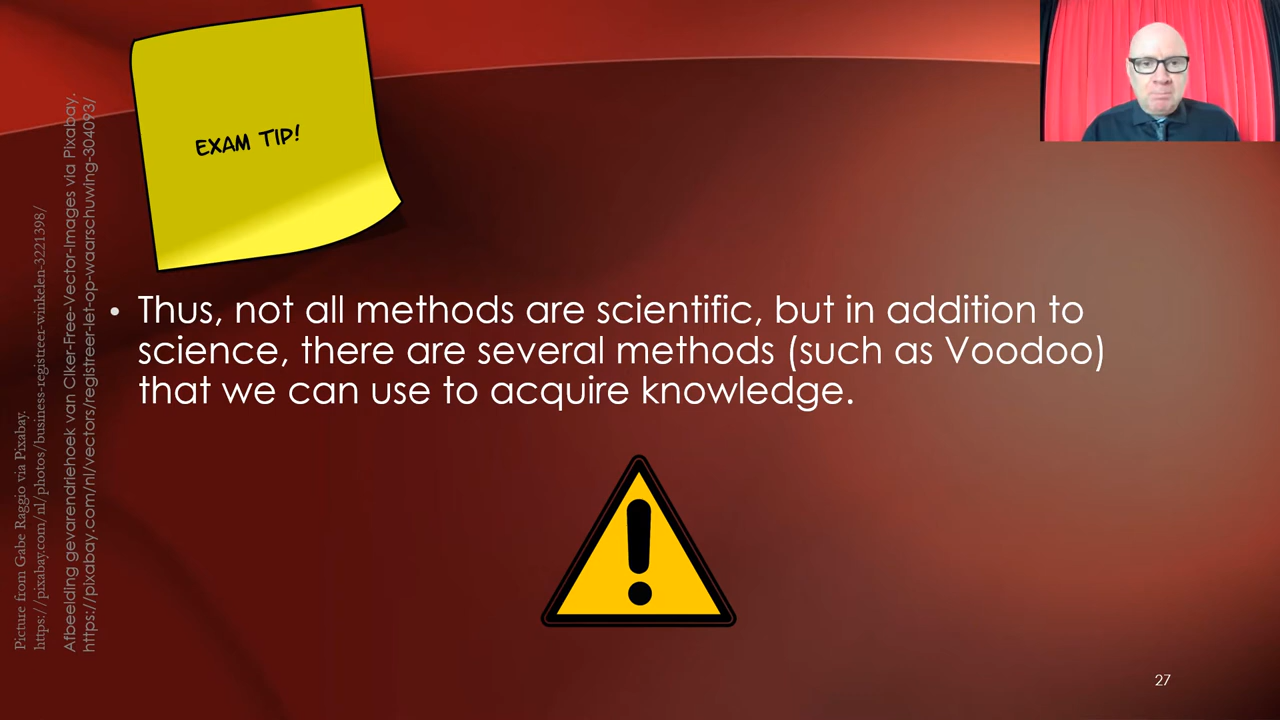 EXAM TIP!
• Thus, not all methods are scientific, but in addition to
science, there are several methods (such as Voodoo)
that we can use to acquire knowledge.
Picture from Gabe Raggio via Pixabay.
https://pixabay.com/nl/photos/business-registreer-winkelen-3221398/
Afbeelding gevarendriehoek van Clker-Free-Vector-Images via Pixabay.
https://pixabay.com/nl/vectors/registreer-let-op-waarschuwing-304093/
27